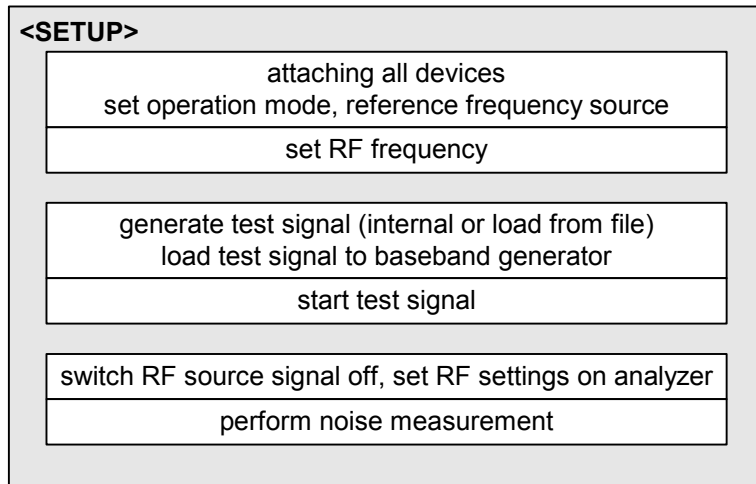 <SETUP>
attaching all devices
set operation mode, reference frequency source
set RF frequency
generate test signal (internal or load from file)
load test signal to baseband generator
start test signal
switch RF source signal off, set RF settings on analyzer
perform noise measurement